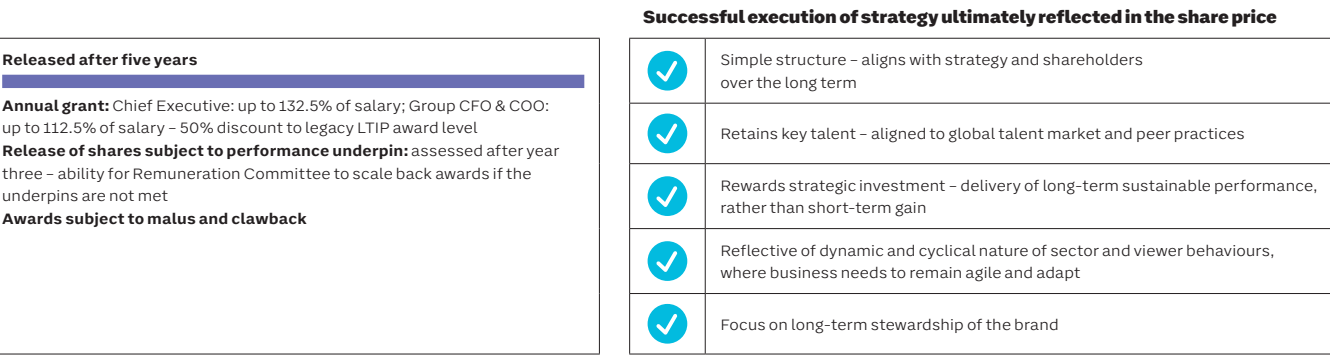 Successful execution of strategy ultimately reflected in the share price
Released after five years
Annual grant: Chief Executive: up to 132.5% of salary; Group CFO & COO:
up to 112.5% of salary – 50% discount to legacy LTIP award level
Release of shares subject to performance underpin: assessed after year
three – ability for Remuneration Committee to scale back awards if the
underpins are not met
Awards subject to malus and clawback
Simple structure – aligns with strategy and shareholders
over the long term
Retains key talent – aligned to global talent market and peer practices
Rewards strategic investment – delivery of long-term sustainable performance,
rather than short-term gain
Reflective of dynamic and cyclical nature of sector and viewer behaviours,
where business needs to remain agile and adapt
Focus on long-term stewardship of the brand